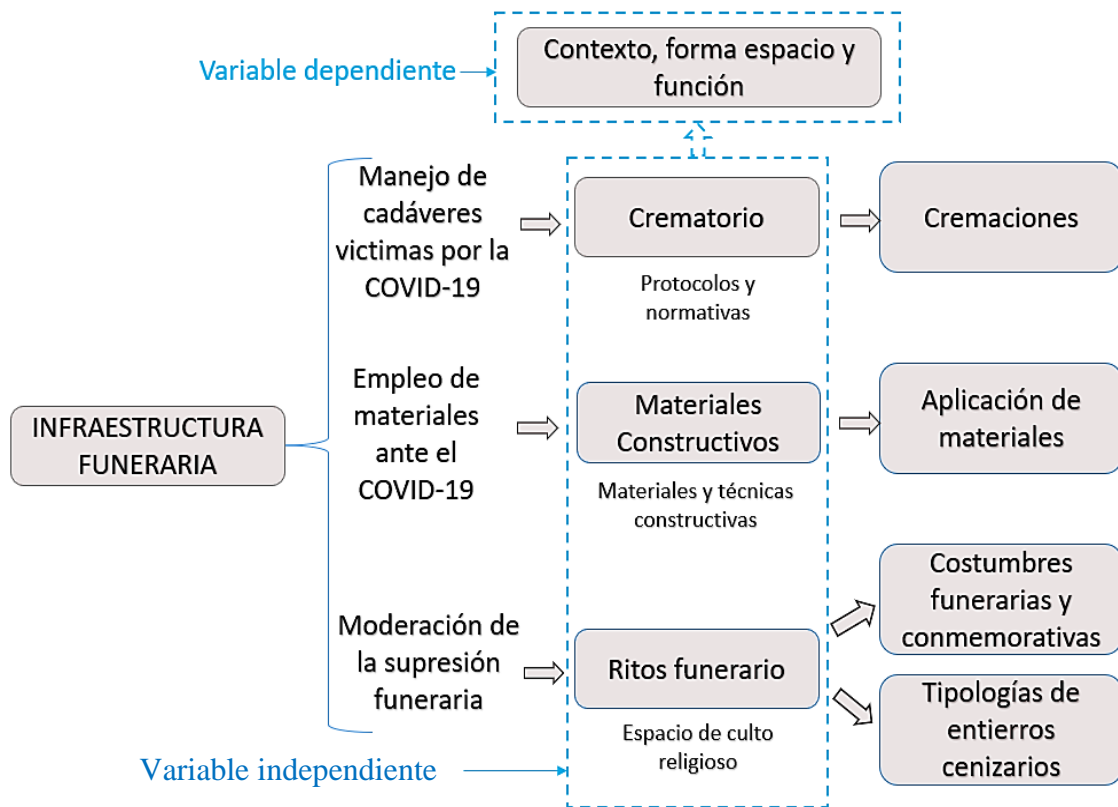 Contexto, forma espacio y
función
Variable dependiente
Manejo de
cadáveres
victimas por la
COVID-19
Crematorio
Protocolos y
normativas
Cremaciones
INFRAESTRUCTURA
FUNERARIA
Empleo de
materiales
ante el
COVID-19
Materiales
Constructivos
Materiales y técnicas
constructivas
Aplicación de
materiales
Moderación de
la supresión
funeraria
Ritos funerario
Espacio de culto
religioso
Costumbres
funerarias y
conmemorativas
Tipologías de
entierros
cenizarios
Variable independiente